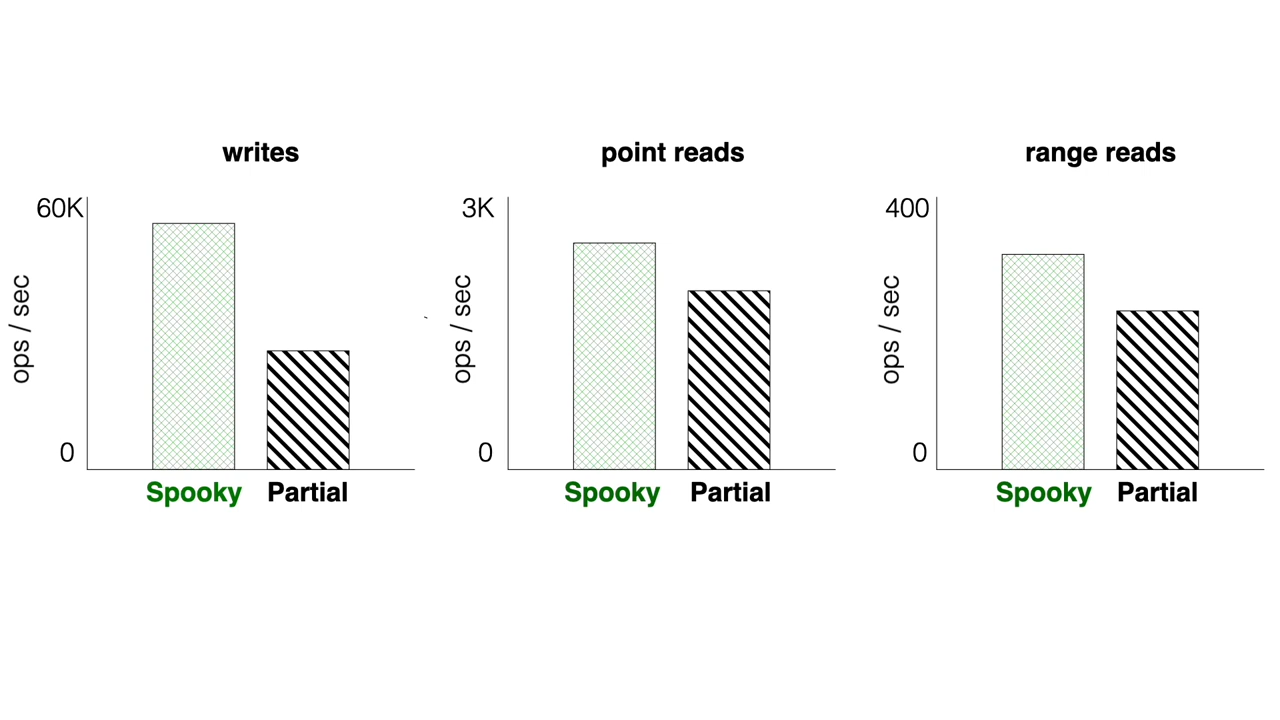 writes
60K
ops / sec
0
Spooky Partial
point reads
3K
ops / sec
0
Spooky Partial
range reads
400
ops / sec
0
Spooky Partial